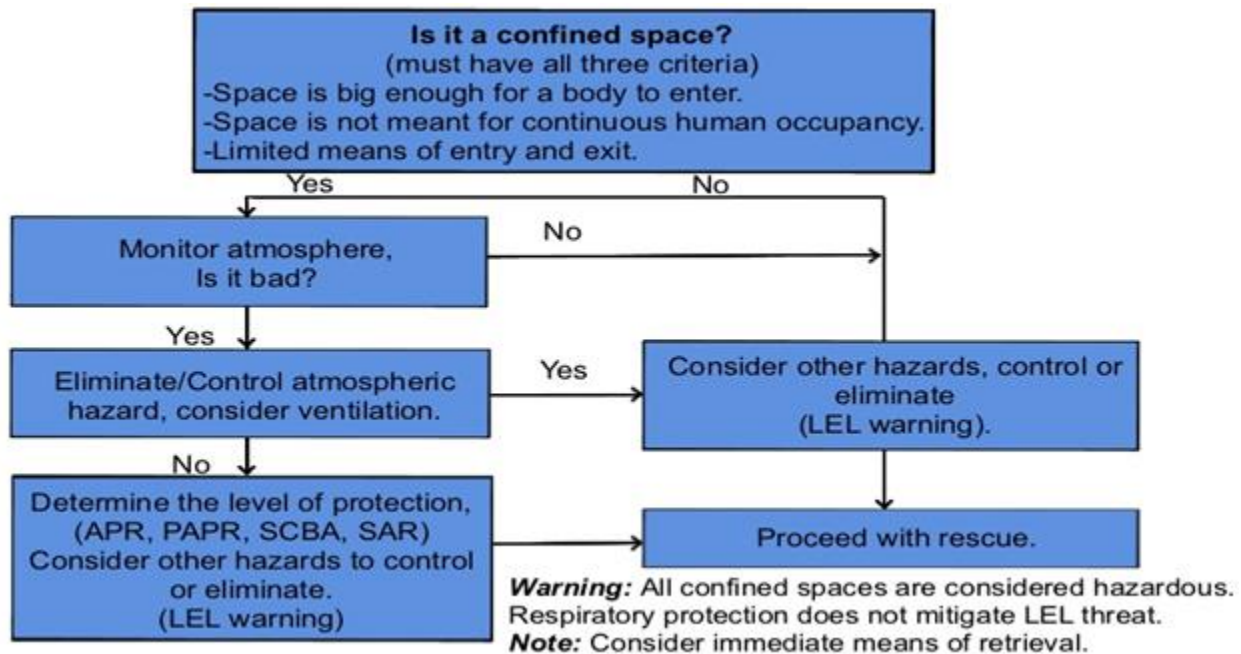 Is it a confined space?
(must have all three criteria)
-Space is big enough for a body to enter.
-Space is not meant for continuous human occupancy.
-Limited means of entry and exit.
Yes
No
Monitor atmosphere,
Is it bad?
No
Yes
Eliminate/Control atmospheric
hazard, consider ventilation.
Yes
Consider other hazards, control or
eliminate
(LEL warning).
No
Determine the level of protection,
(APR, PAPR, SCBA, SAR)
Consider other hazards to control
or eliminate.
(LEL warning)
Proceed with rescue.
Warning: All confined spaces are considered hazardous.
Respiratory protection does not mitigate LEL threat.
Note: Consider immediate means of retrieval.